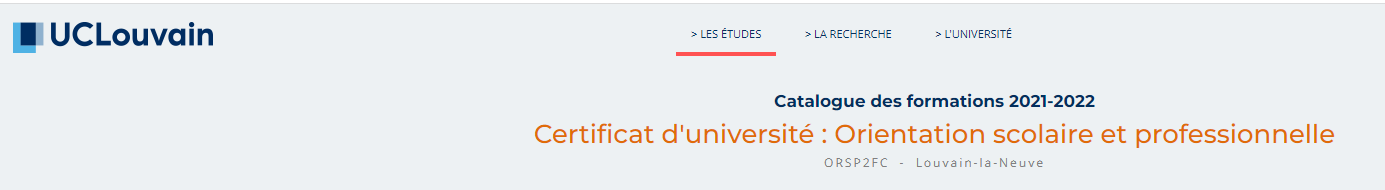 UCLouvain
> LES ÉTUDES > LA RECHERCHE > L'UNIVERSITÉ
Catalogue des formations 2021-2022
Certificat d'université : Orientation scolaire et professionnelle
ORSP2FC - Louvain-la-Neuve